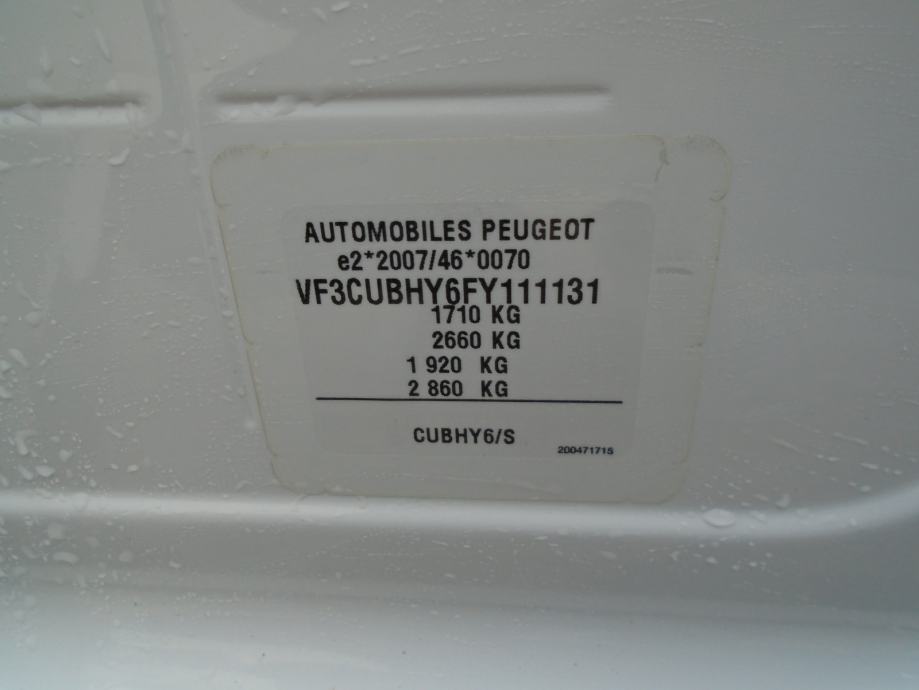 AUTOMOBILES PEUGEOT
e2*2007/46*0070
VF3CUBHY6FY111131
1710 KG
2660 KG
1 920 KG
2 860 KG
CUBHY6/S
200471715